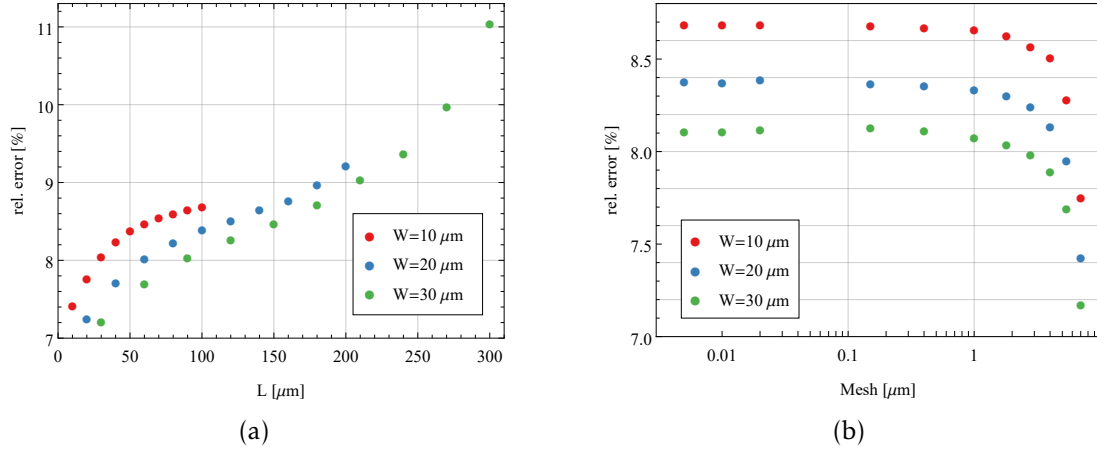 11
10
9
8
7
rel. error [%]
0 50 100 150 200 250 300
L [μm]
W=10 μm
W=20 μm
W=30 μm
(a)
8.5
8.0
7.5
7.0
rel. error [%]
0.01 0.1 1
Mesh [μm]
W=10 μm
W=20 μm
W=30 μm
(b)